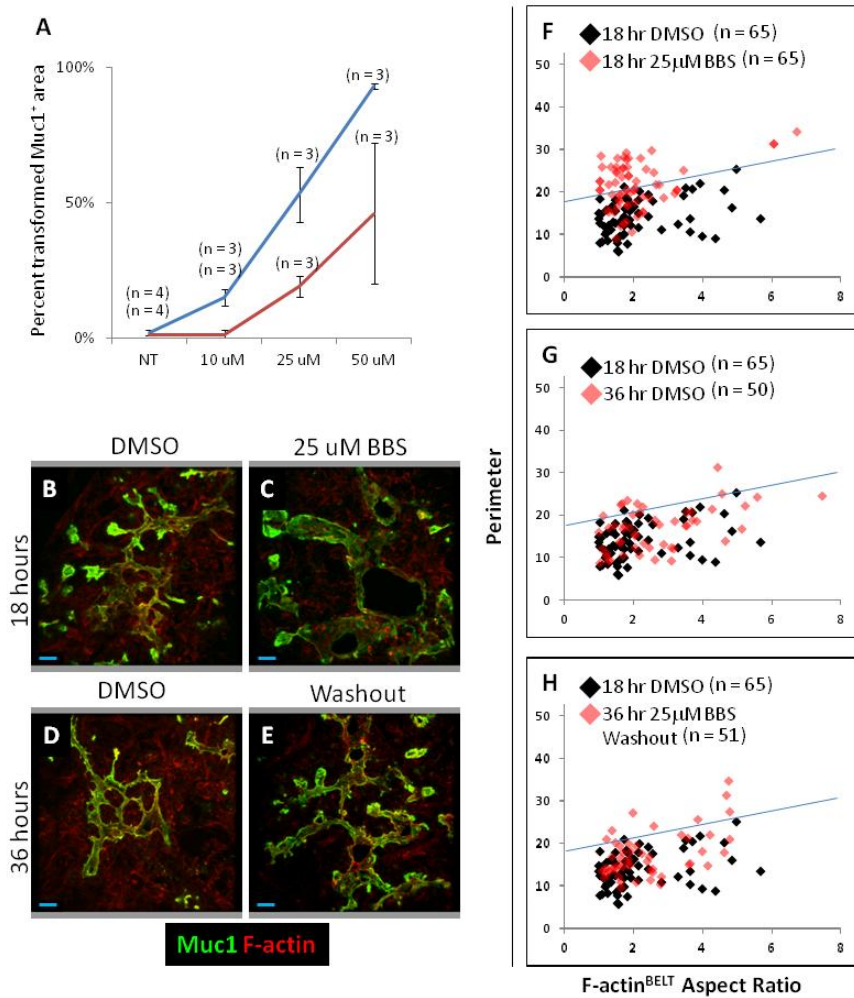 A
Percent transformed Muc1⁺ area
100%
50%
0%
(n = 3)
(n = 3)
(n = 3)
(n = 3)
(n = 3)
(n = 3)
(n = 4)
(n = 4)
NT 10 uM 25 uM 50 uM
DMSO 25 uM BBS
18 hours
B C
DMSO Washout
36 hours
D E
Muc1 F-actin
Perimeter
F
18 hr DMSO (n = 65)
18 hr 25μM BBS (n = 65)
50
40
30
20
10
0
0 2 4 6 8
G
18 hr DMSO (n = 65)
36 hr DMSO (n = 50)
50
40
30
20
10
0
0 2 4 6 8
H
18 hr DMSO (n = 65)
36 hr 25μM BBS
Washout (n = 51)
50
40
30
20
10
0
0 2 4 6 8
F-actinᴮᴱᴸᵀ Aspect Ratio